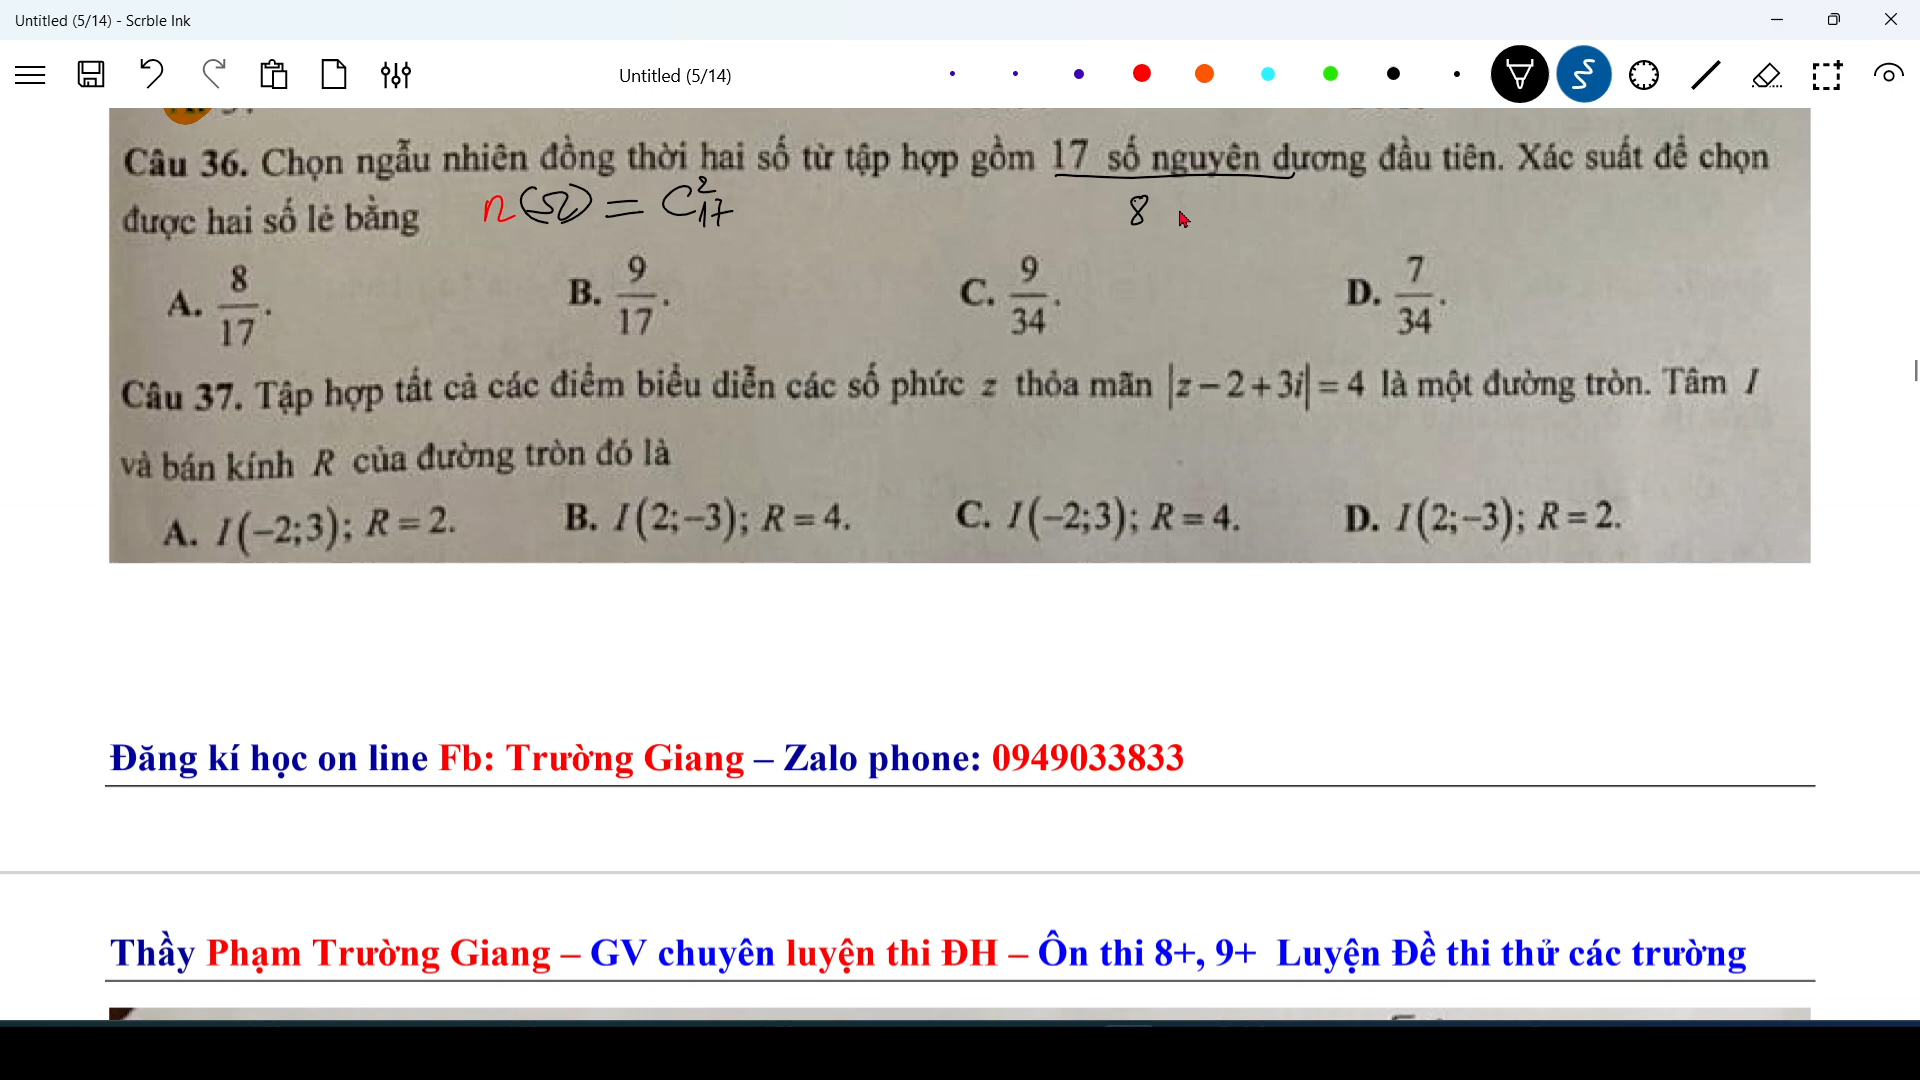 Untitled (5/14) - Scrble Ink
Untitled (5/14)
Câu 36. Chọn ngẫu nhiên đồng thời hai số từ tập hợp gồm 17 số nguyên dương đầu tiên. Xác suất để chọn
được hai số lẻ bằng
n(Ω) = C²₁₇
8
A. 8/17. B. 9/17. C. 9/34. D. 7/34.
Câu 37. Tập hợp tất cả các điểm biểu diễn các số phức z thỏa mãn |z−2+3i|=4 là một đường tròn. Tâm I
và bán kính R của đường tròn đó là
A. I(−2;3); R=2. B. I(2;−3); R=4. C. I(−2;3); R=4. D. I(2;−3); R=2.
Đăng kí học on line Fb: Trường Giang – Zalo phone: 0949033833
Thầy Phạm Trường Giang – GV chuyên luyện thi ĐH – Ôn thi 8+, 9+ Luyện Đề thi thử các trường